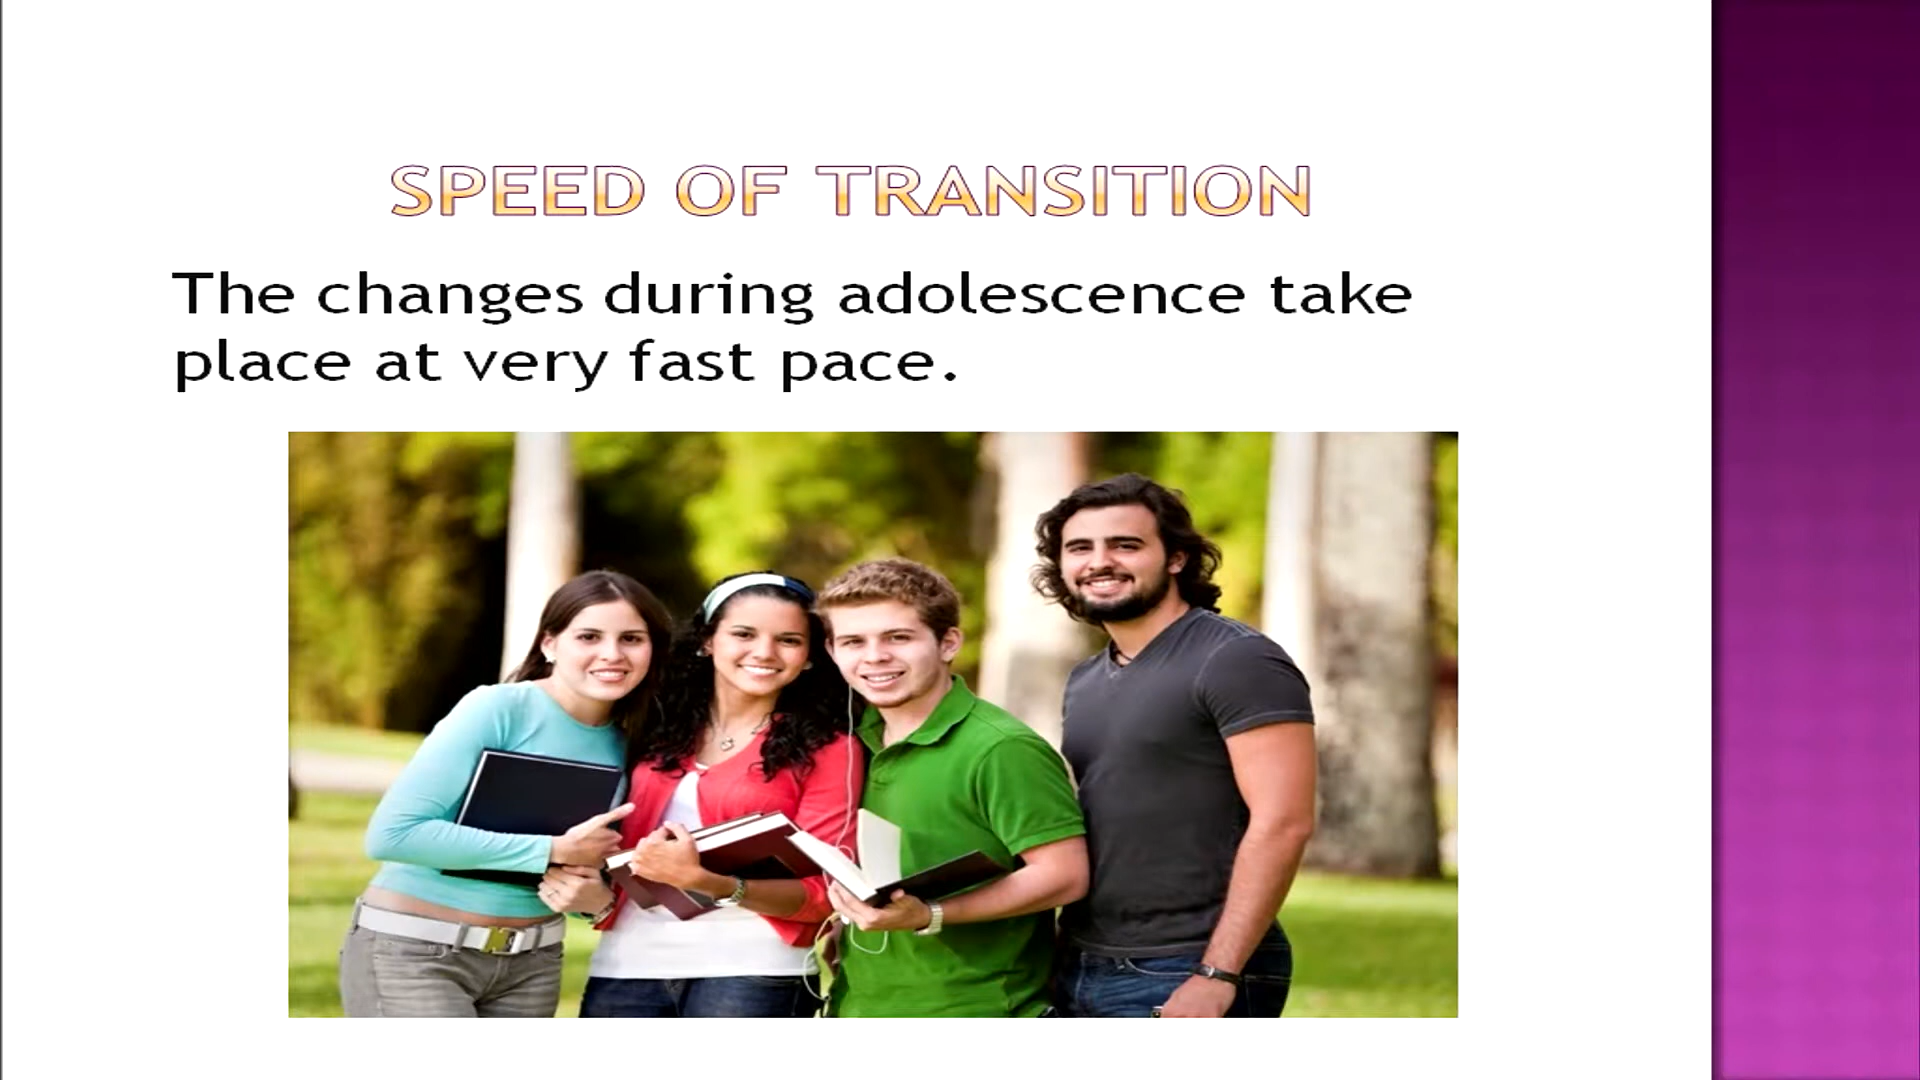 SPEED OF TRANSITION
The changes during adolescence take
place at very fast pace.